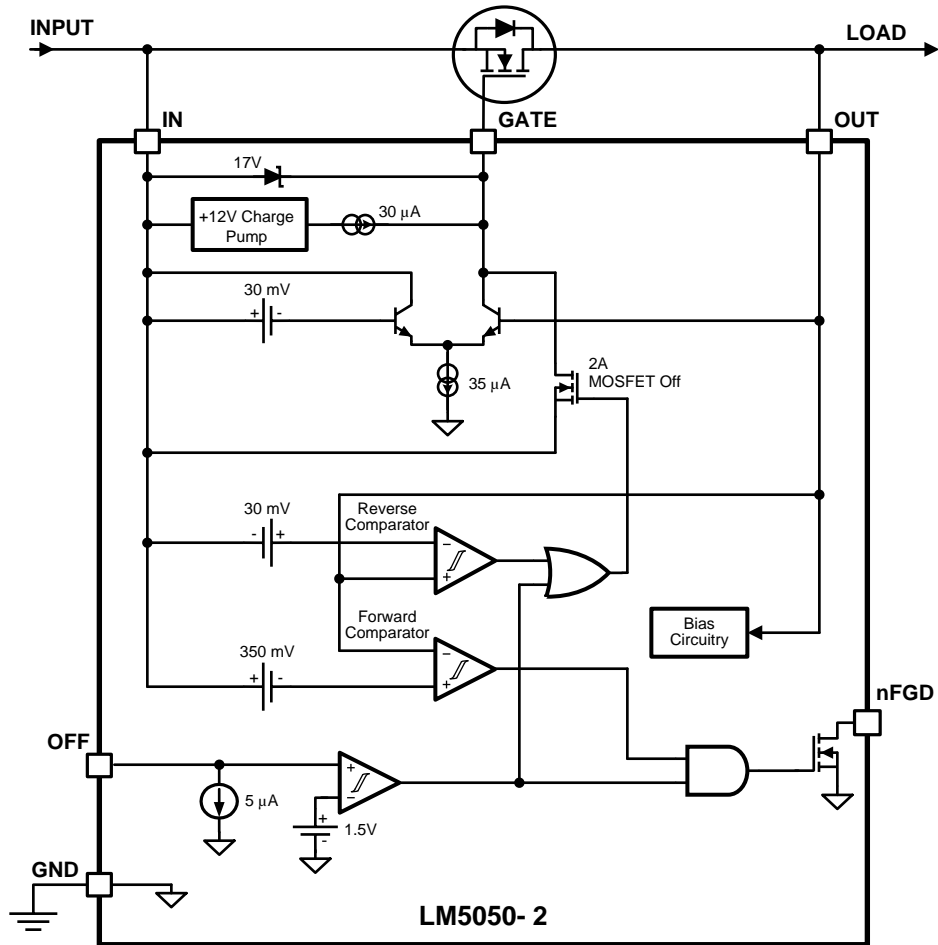 INPUT
LOAD
IN
GATE
OUT
17V
+12V Charge
Pump
30 μA
30 mV
+ -
35 μA
2A
MOSFET Off
30 mV
- +
Reverse
Comparator
−
+
Forward
Comparator
350 mV
+ -
−
+
Bias
Circuitry
nFGD
OFF
+
−
5 μA
+
1.5V
-
GND
LM5050- 2